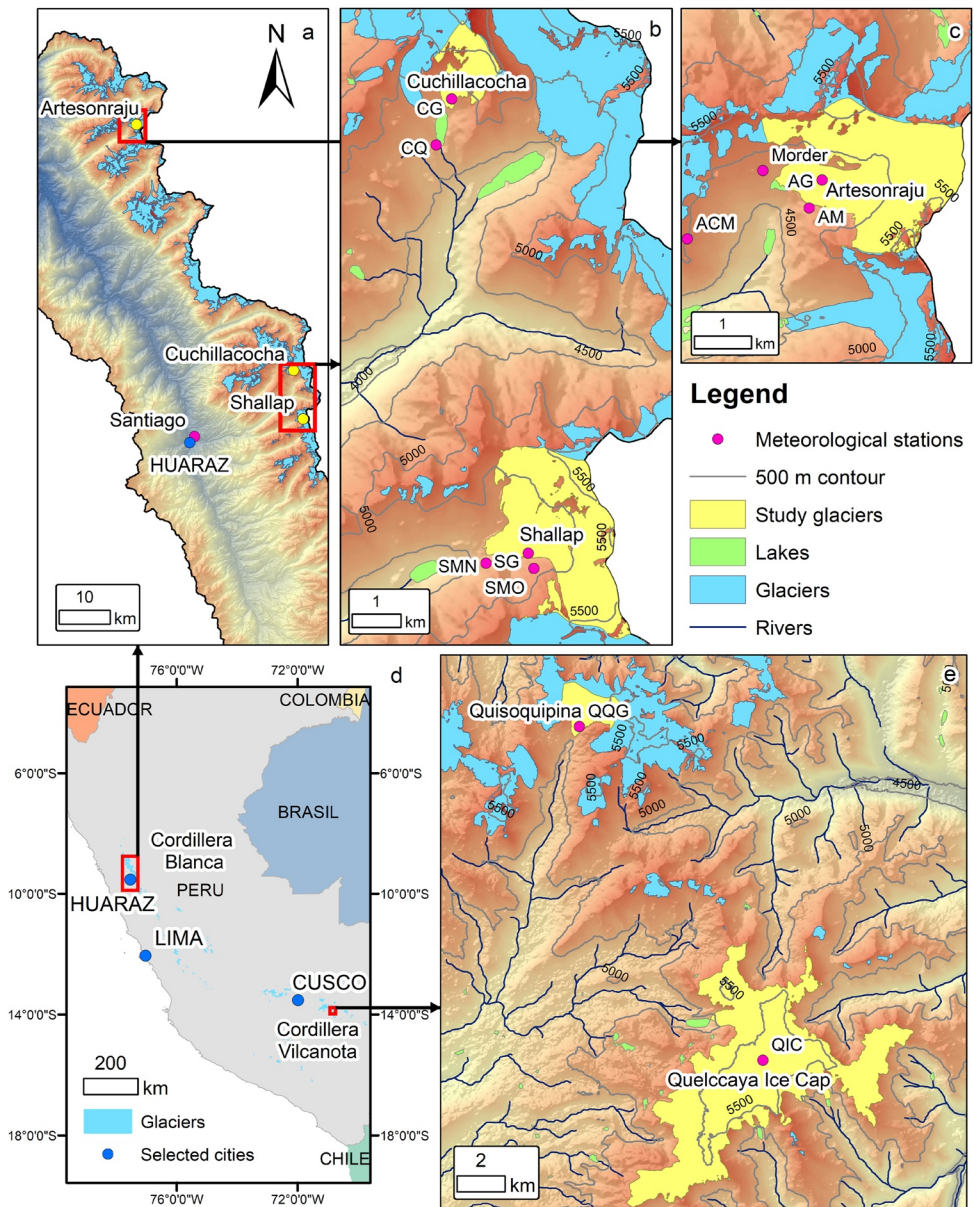 a
N
Artesonraju
Cuchillacocha
Shallap
Santiago
HUARAZ
10
km
b
5500
Cuchillacocha
CG
CQ
5000
4500
4000
5000
5000
5500
5500
Shallap
SMN
SG
SMO
5500
1
km
c
5500
5500
Morder
AG
Artesonraju
5500
AM
4500
ACM
5500
5000
5500
1
km
Legend
Meteorological stations
500 m contour
Study glaciers
Lakes
Glaciers
Rivers
d
76°0'0"W
72°0'0"W
ECUADOR
COLOMBIA
6°0'0"S
6°0'0"S
BRASIL
Cordillera
Blanca
10°0'0"S
10°0'0"S
PERU
HUARAZ
LIMA
CUSCO
14°0'0"S
14°0'0"S
Cordillera
Vilcanota
200
km
Glaciers
Selected cities
18°0'0"S
18°0'0"S
CHILE
76°0'0"W
72°0'0"W
e
Quisoquipina QQG
5500
5500
5500
5500
5500
5000
4500
5000
5000
5000
5500
QIC
Quelccaya Ice Cap
5500
2
km